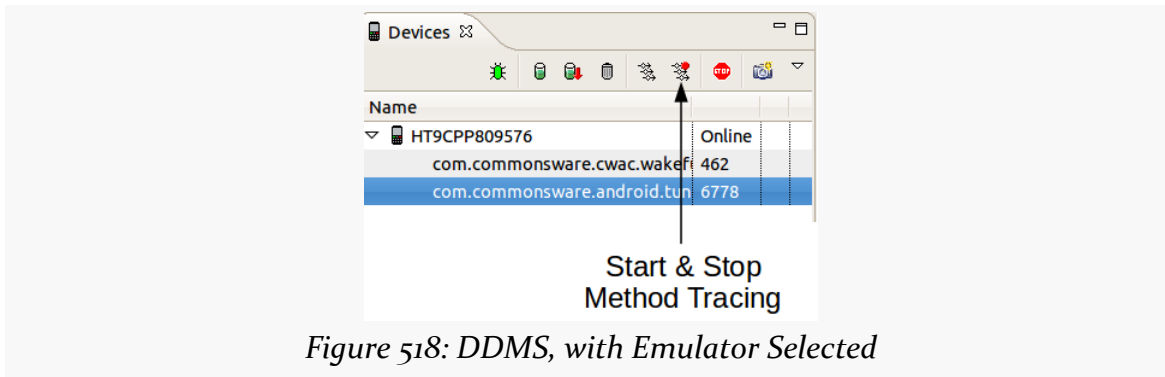 Devices
STOP
Name
HT9CPP809576 Online
com.commonsware.cwac.wakef 462
com.commonsware.android.tun 6778
Start & Stop
Method Tracing
Figure 518: DDMS, with Emulator Selected